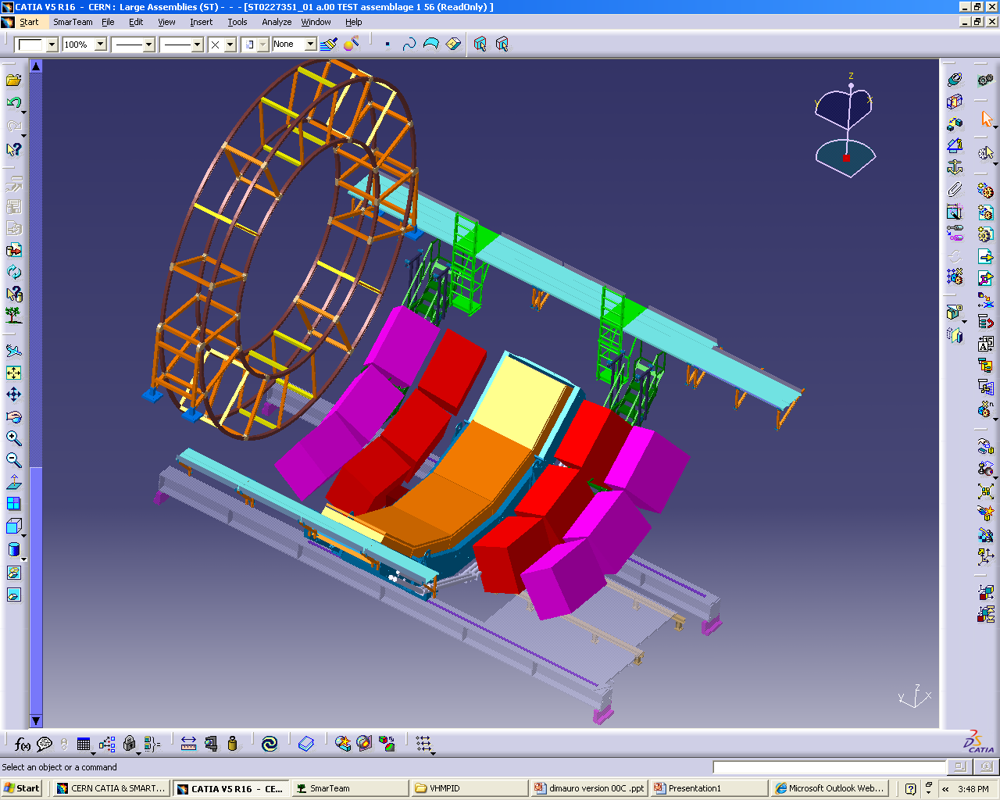 CATIA V5 R16 - CERN : Large Assemblies (ST) - - - [ST0227351_01 a.00 TEST assemblage 1 56 (ReadOnly) ]
Start SmarTeam File Edit View Insert Tools Analyze Window Help
100% None
z
y x
z
y x
f(x)
CATIA
Select an object or a command
Start CERN CATIA & SMART... CATIA V5 R16 - CE... SmarTeam VHMPID dimauro version 00C .ppt Presentation1 Microsoft Outlook Web... « 3:48 PM